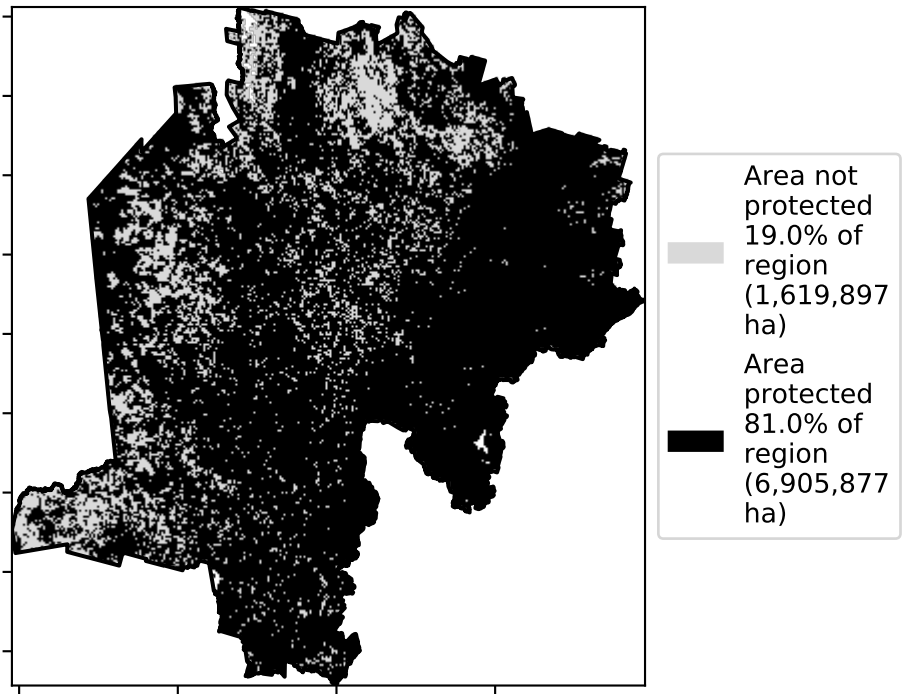 Area not
protected
19.0% of
region
(1,619,897
ha)
Area
protected
81.0% of
region
(6,905,877
ha)